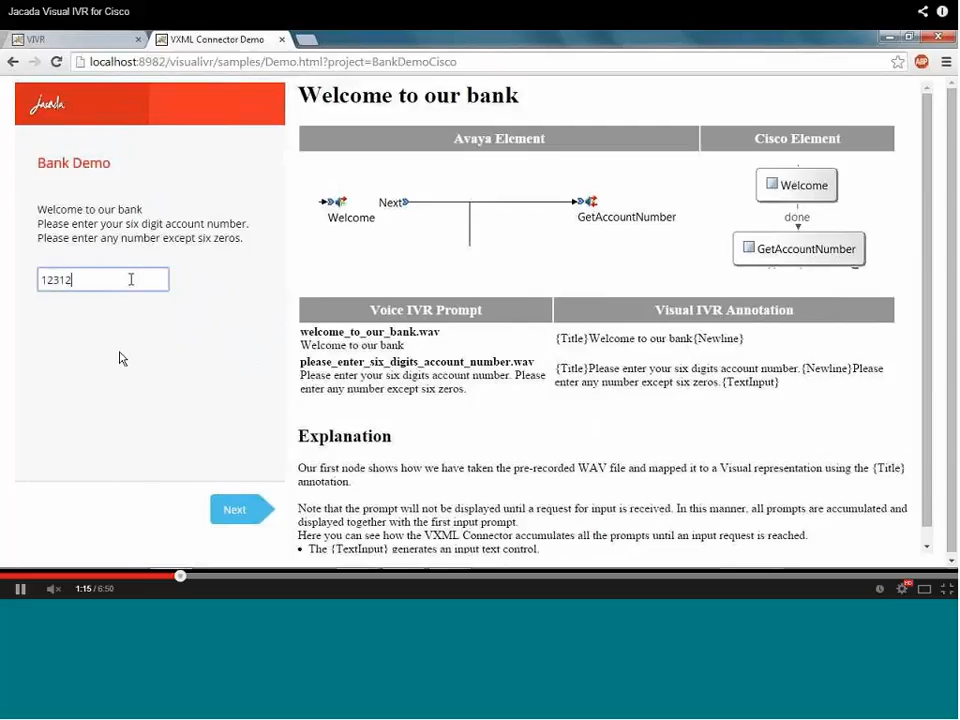 Jacada Visual IVR for Cisco
VIVR
VXML Connector Demo
localhost:8982/visualivr/samples/Demo.html?project=BankDemoCisco
ABP
Jacada
Bank Demo
Welcome to our bank
Please enter your six digit account number.
Please enter any number except six zeros.
12312
Next
Welcome to our bank
Avaya Element
Cisco Element
Welcome
Next
GetAccountNumber
Welcome
done
GetAccountNumber
Voice IVR Prompt
Visual IVR Annotation
welcome_to_our_bank.wav
Welcome to our bank
{Title}Welcome to our bank{Newline}
please_enter_six_digits_account_number.wav
Please enter your six digits account number. Please
enter any number except six zeros.
{Title}Please enter your six digits account number.{Newline}Please
enter any number except six zeros.{TextInput}
Explanation
Our first node shows how we have taken the pre-recorded WAV file and mapped it to a Visual representation using the {Title}
annotation.
Note that the prompt will not be displayed until a request for input is received. In this manner, all prompts are accumulated and
displayed together with the first input prompt.
Here you can see how the VXML Connector accumulates all the prompts until an input request is reached.
• The {TextInput} generates an input text control.
1:15 / 6:50
HD